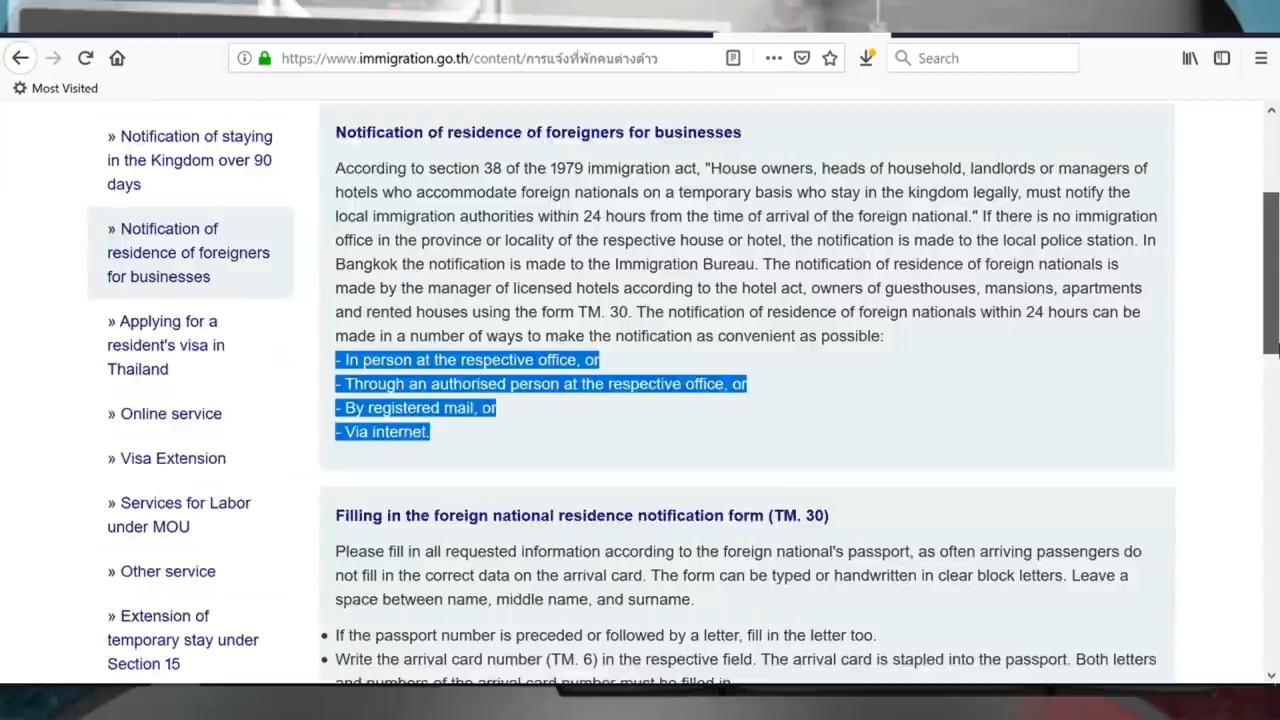 https://www.immigration.go.th/content/การแจ้งที่พักคนต่างด้าว
Search
Most Visited
» Notification of staying
in the Kingdom over 90
days
» Notification of
residence of foreigners
for businesses
» Applying for a
resident's visa in
Thailand
» Online service
» Visa Extension
» Services for Labor
under MOU
» Other service
» Extension of
temporary stay under
Section 15
Notification of residence of foreigners for businesses
According to section 38 of the 1979 immigration act, "House owners, heads of household, landlords or managers of
hotels who accommodate foreign nationals on a temporary basis who stay in the kingdom legally, must notify the
local immigration authorities within 24 hours from the time of arrival of the foreign national." If there is no immigration
office in the province or locality of the respective house or hotel, the notification is made to the local police station. In
Bangkok the notification is made to the Immigration Bureau. The notification of residence of foreign nationals is
made by the manager of licensed hotels according to the hotel act, owners of guesthouses, mansions, apartments
and rented houses using the form TM. 30. The notification of residence of foreign nationals within 24 hours can be
made in a number of ways to make the notification as convenient as possible:
- In person at the respective office, or
- Through an authorised person at the respective office, or
- By registered mail, or
- Via internet.
Filling in the foreign national residence notification form (TM. 30)
Please fill in all requested information according to the foreign national's passport, as often arriving passengers do
not fill in the correct data on the arrival card. The form can be typed or handwritten in clear block letters. Leave a
space between name, middle name, and surname.
• If the passport number is preceded or followed by a letter, fill in the letter too.
• Write the arrival card number (TM. 6) in the respective field. The arrival card is stapled into the passport. Both letters
and numbers of the arrival card number must be filled in.